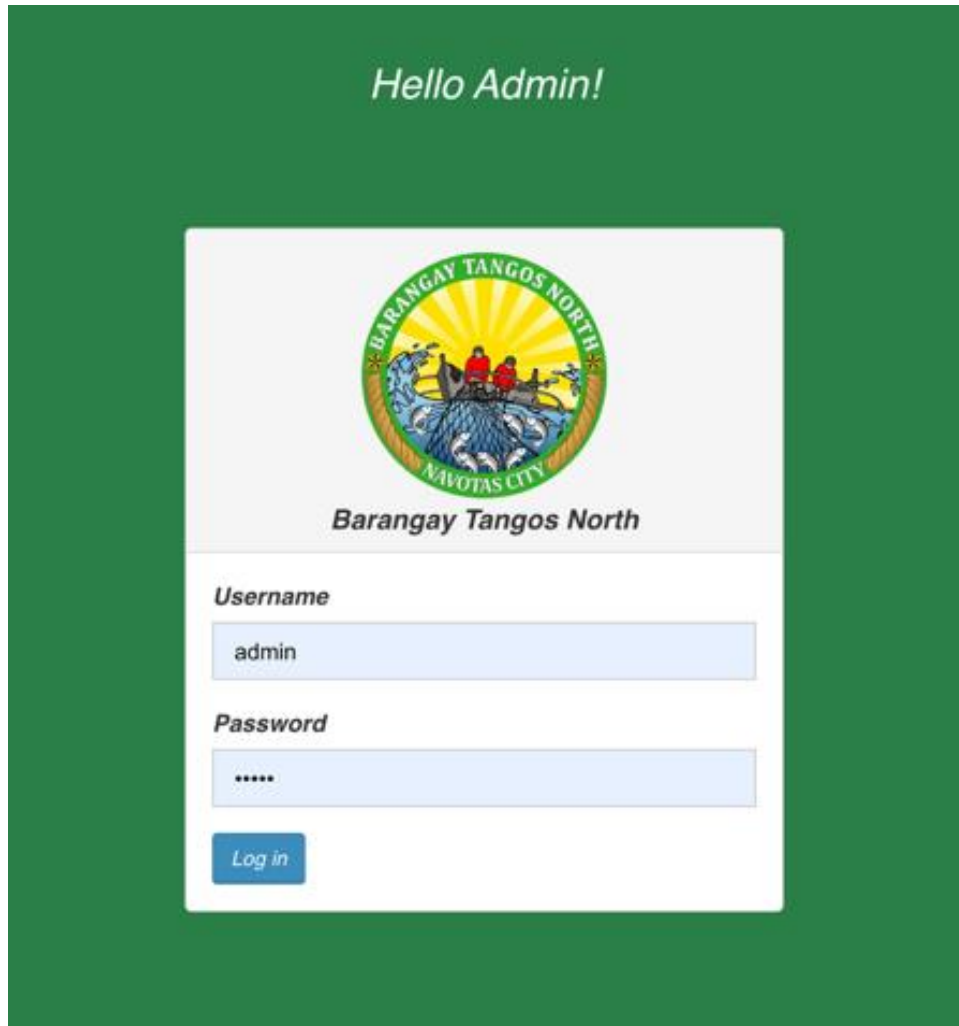 Hello Admin!
BARANGAY TANGOS NORTH
NAVOTAS CITY
Barangay Tangos North
Username
admin
Password
•••••
Log in